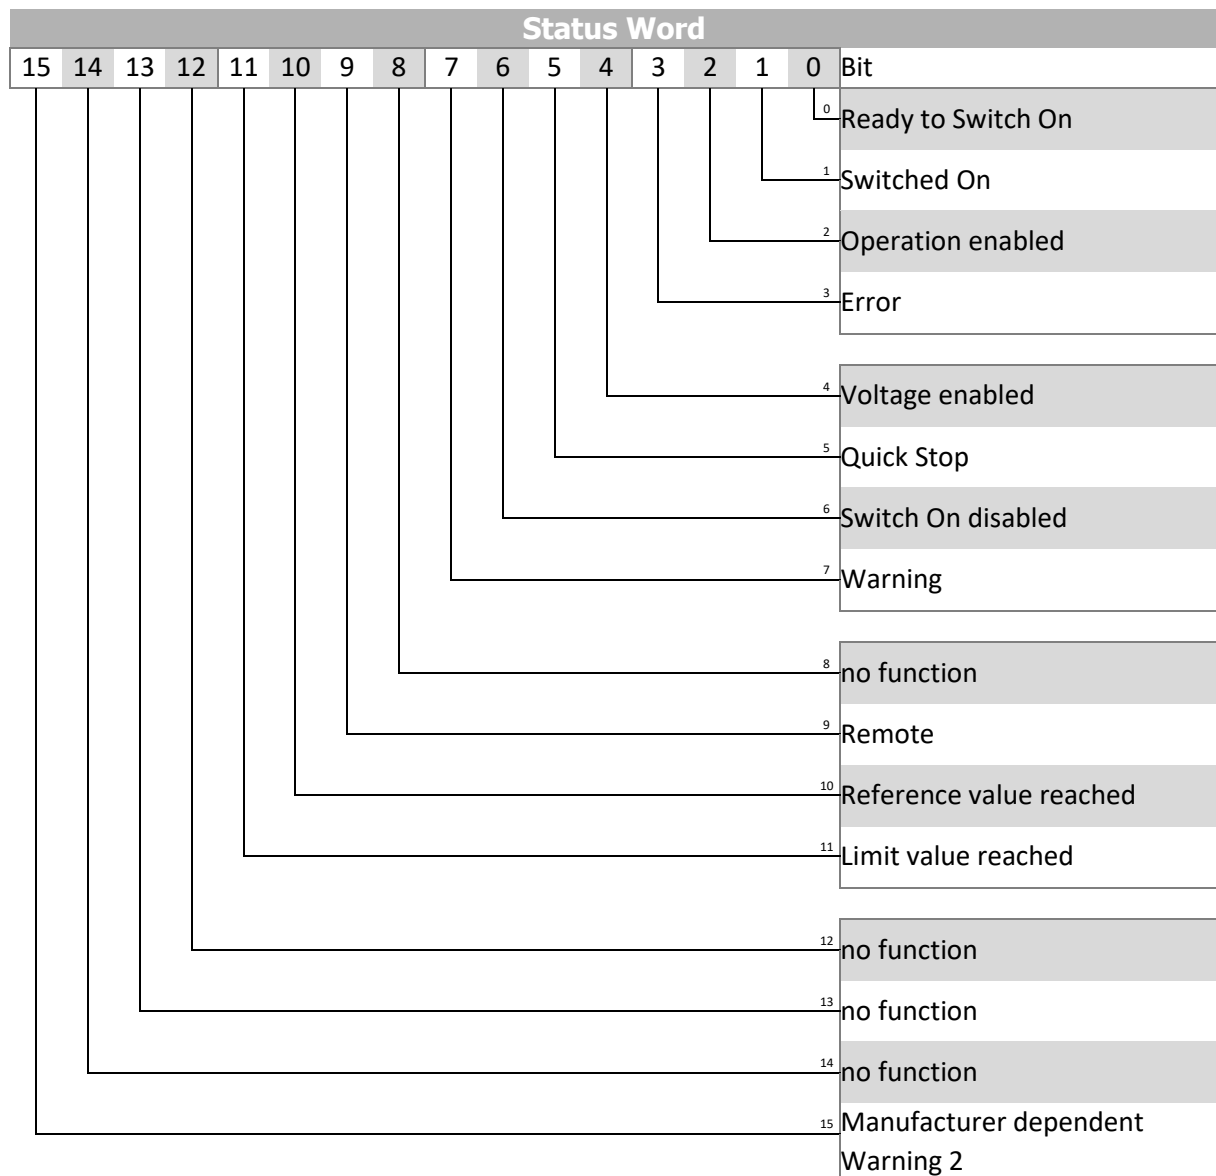 Status Word
15 14 13 12 11 10 9 8 7 6 5 4 3 2 1 0 Bit
0 Ready to Switch On
1 Switched On
2 Operation enabled
3 Error
4 Voltage enabled
5 Quick Stop
6 Switch On disabled
7 Warning
8 no function
9 Remote
10 Reference value reached
11 Limit value reached
12 no function
13 no function
14 no function
15 Manufacturer dependent
Warning 2